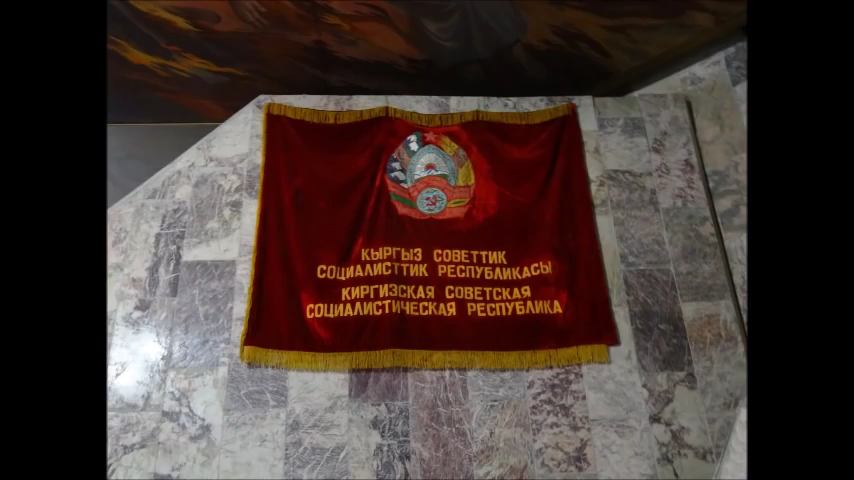 КЫРГЫЗ СОВЕТТИК
СОЦИАЛИСТТИК РЕСПУБЛИКАСЫ
КИРГИЗСКАЯ СОВЕТСКАЯ
СОЦИАЛИСТИЧЕСКАЯ РЕСПУБЛИКА